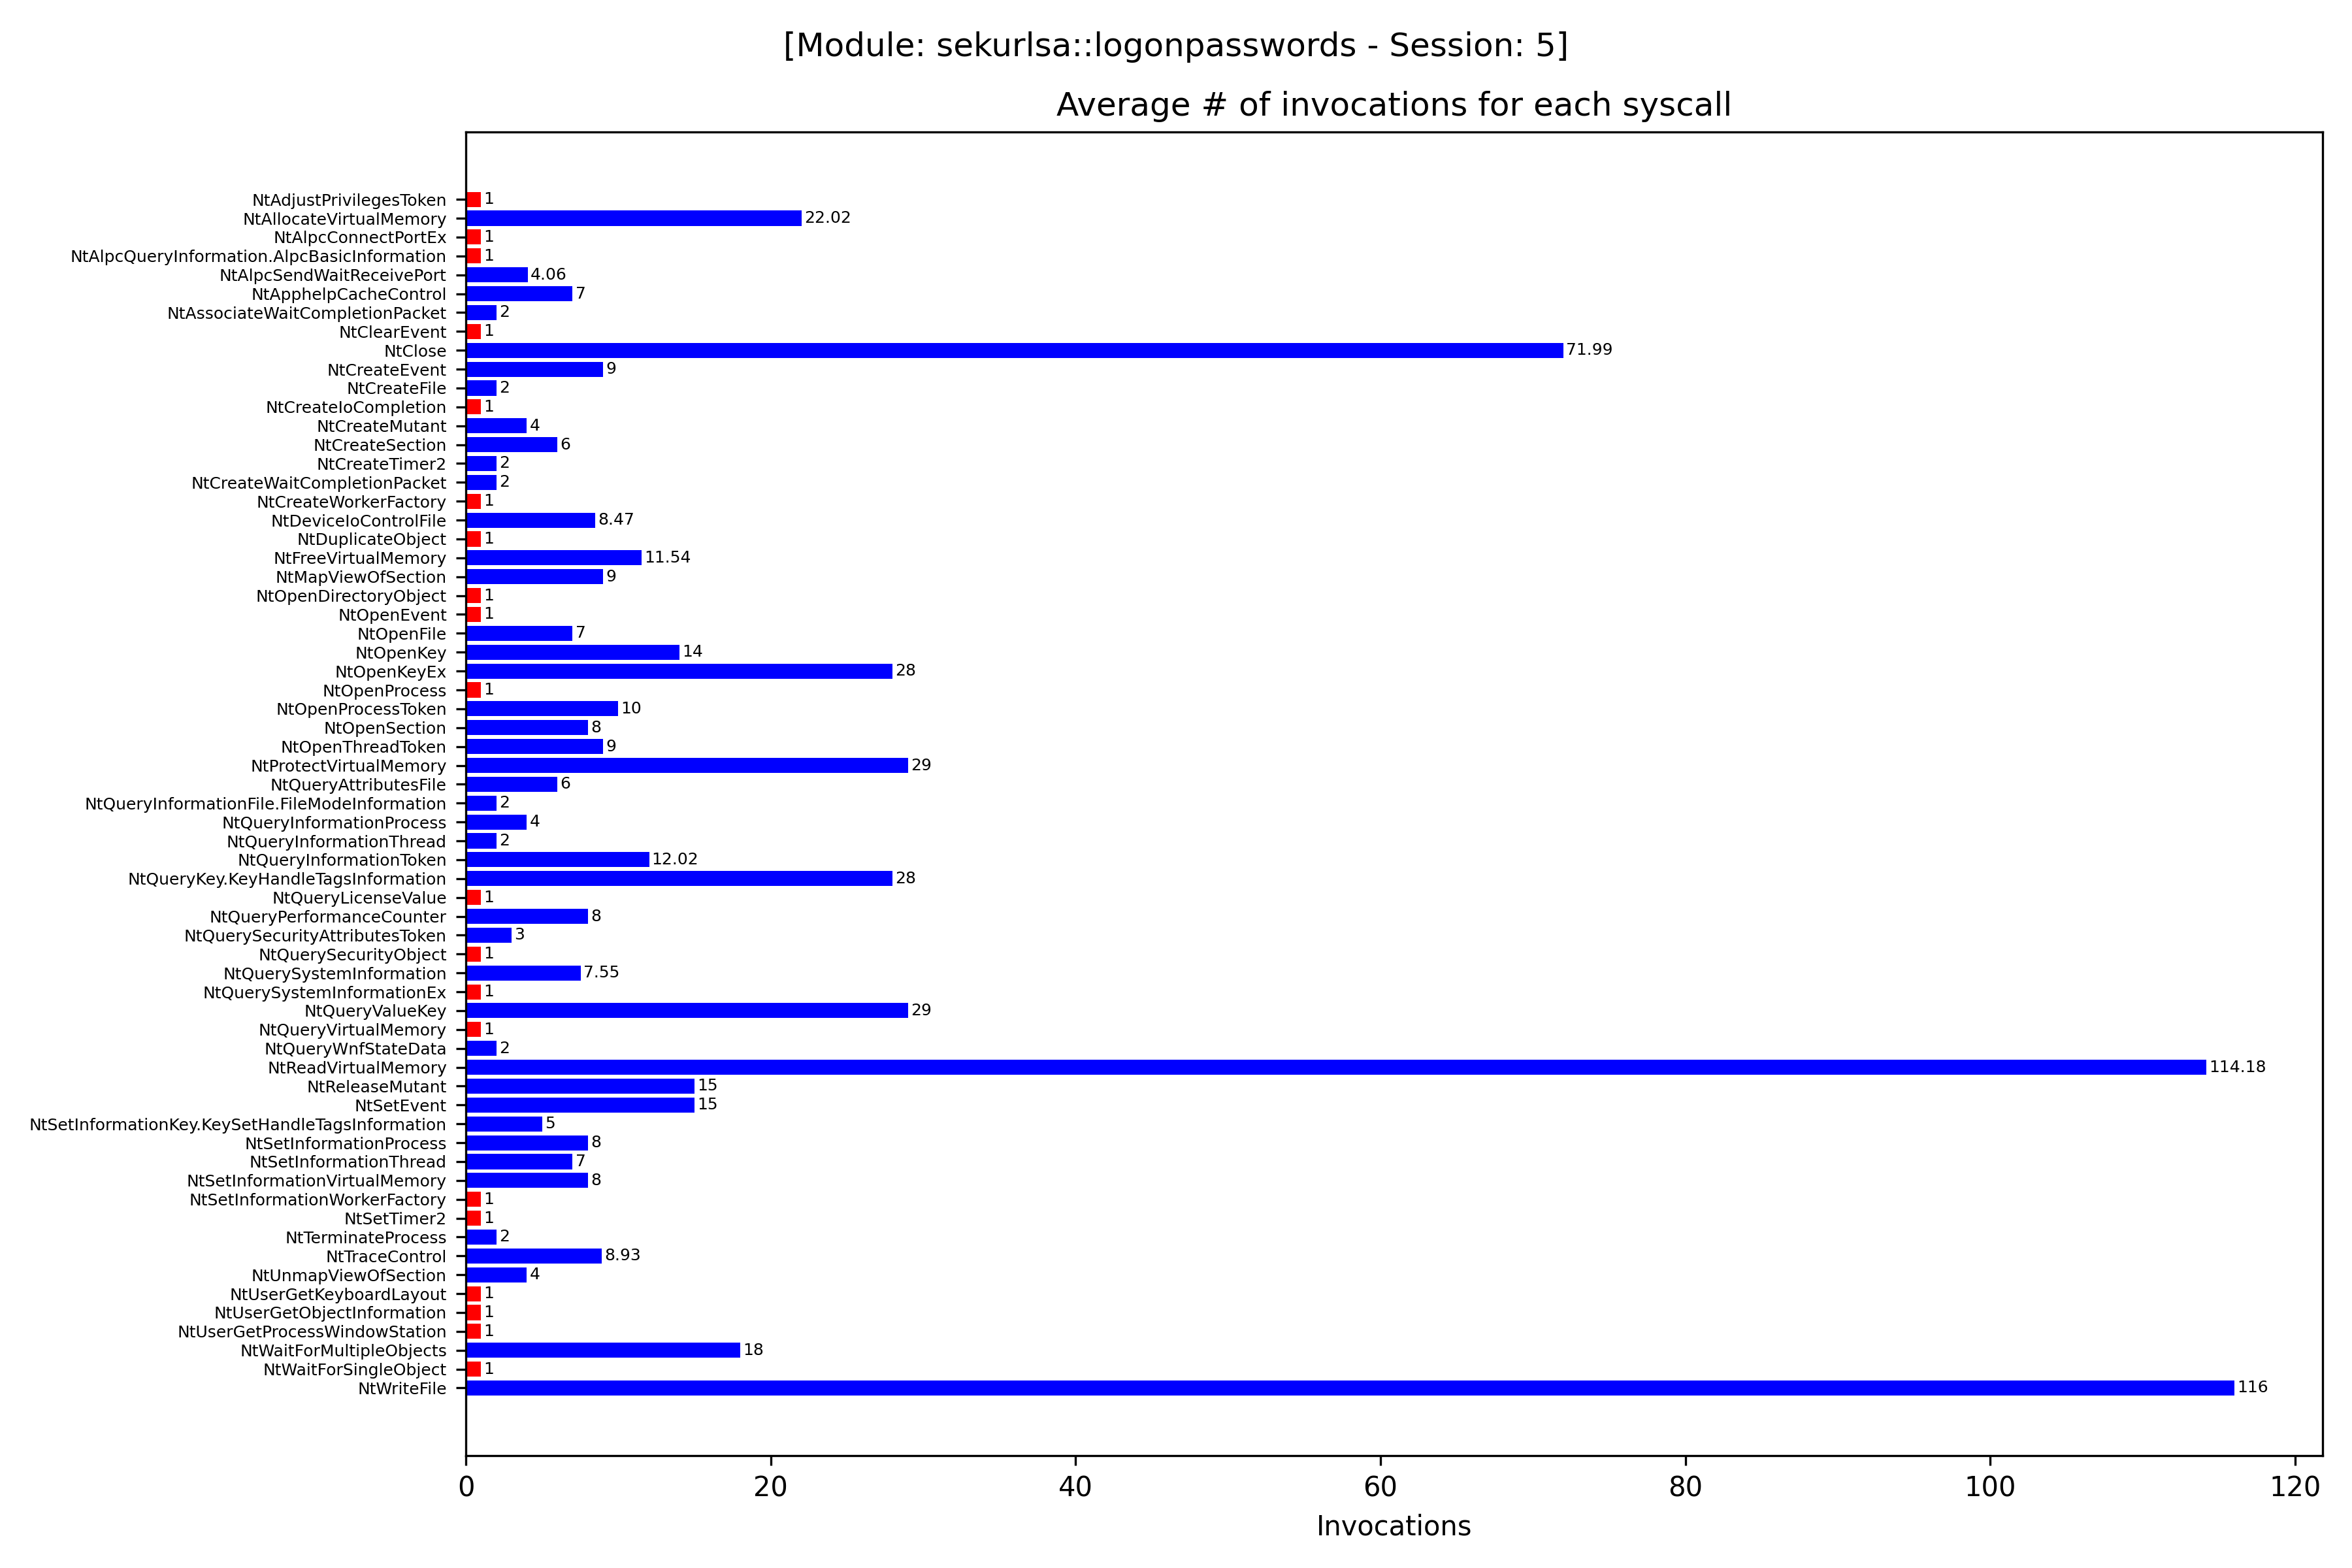 [Module: sekurlsa::logonpasswords - Session: 5]
Average # of invocations for each syscall
NtAdjustPrivilegesToken 1
NtAllocateVirtualMemory 22.02
NtAlpcConnectPortEx 1
NtAlpcQueryInformation.AlpcBasicInformation 1
NtAlpcSendWaitReceivePort 4.06
NtApphelpCacheControl 7
NtAssociateWaitCompletionPacket 2
NtClearEvent 1
NtClose 71.99
NtCreateEvent 9
NtCreateFile 2
NtCreateIoCompletion 1
NtCreateMutant 4
NtCreateSection 6
NtCreateTimer2 2
NtCreateWaitCompletionPacket 2
NtCreateWorkerFactory 1
NtDeviceIoControlFile 8.47
NtDuplicateObject 1
NtFreeVirtualMemory 11.54
NtMapViewOfSection 9
NtOpenDirectoryObject 1
NtOpenEvent 1
NtOpenFile 7
NtOpenKey 14
NtOpenKeyEx 28
NtOpenProcess 1
NtOpenProcessToken 10
NtOpenSection 8
NtOpenThreadToken 9
NtProtectVirtualMemory 29
NtQueryAttributesFile 6
NtQueryInformationFile.FileModeInformation 2
NtQueryInformationProcess 4
NtQueryInformationThread 2
NtQueryInformationToken 12.02
NtQueryKey.KeyHandleTagsInformation 28
NtQueryLicenseValue 1
NtQueryPerformanceCounter 8
NtQuerySecurityAttributesToken 3
NtQuerySecurityObject 1
NtQuerySystemInformation 7.55
NtQuerySystemInformationEx 1
NtQueryValueKey 29
NtQueryVirtualMemory 1
NtQueryWnfStateData 2
NtReadVirtualMemory 114.18
NtReleaseMutant 15
NtSetEvent 15
NtSetInformationKey.KeySetHandleTagsInformation 5
NtSetInformationProcess 8
NtSetInformationThread 7
NtSetInformationVirtualMemory 8
NtSetInformationWorkerFactory 1
NtSetTimer2 1
NtTerminateProcess 2
NtTraceControl 8.93
NtUnmapViewOfSection 4
NtUserGetKeyboardLayout 1
NtUserGetObjectInformation 1
NtUserGetProcessWindowStation 1
NtWaitForMultipleObjects 18
NtWaitForSingleObject 1
NtWriteFile 116
0 20 40 60 80 100 120
Invocations